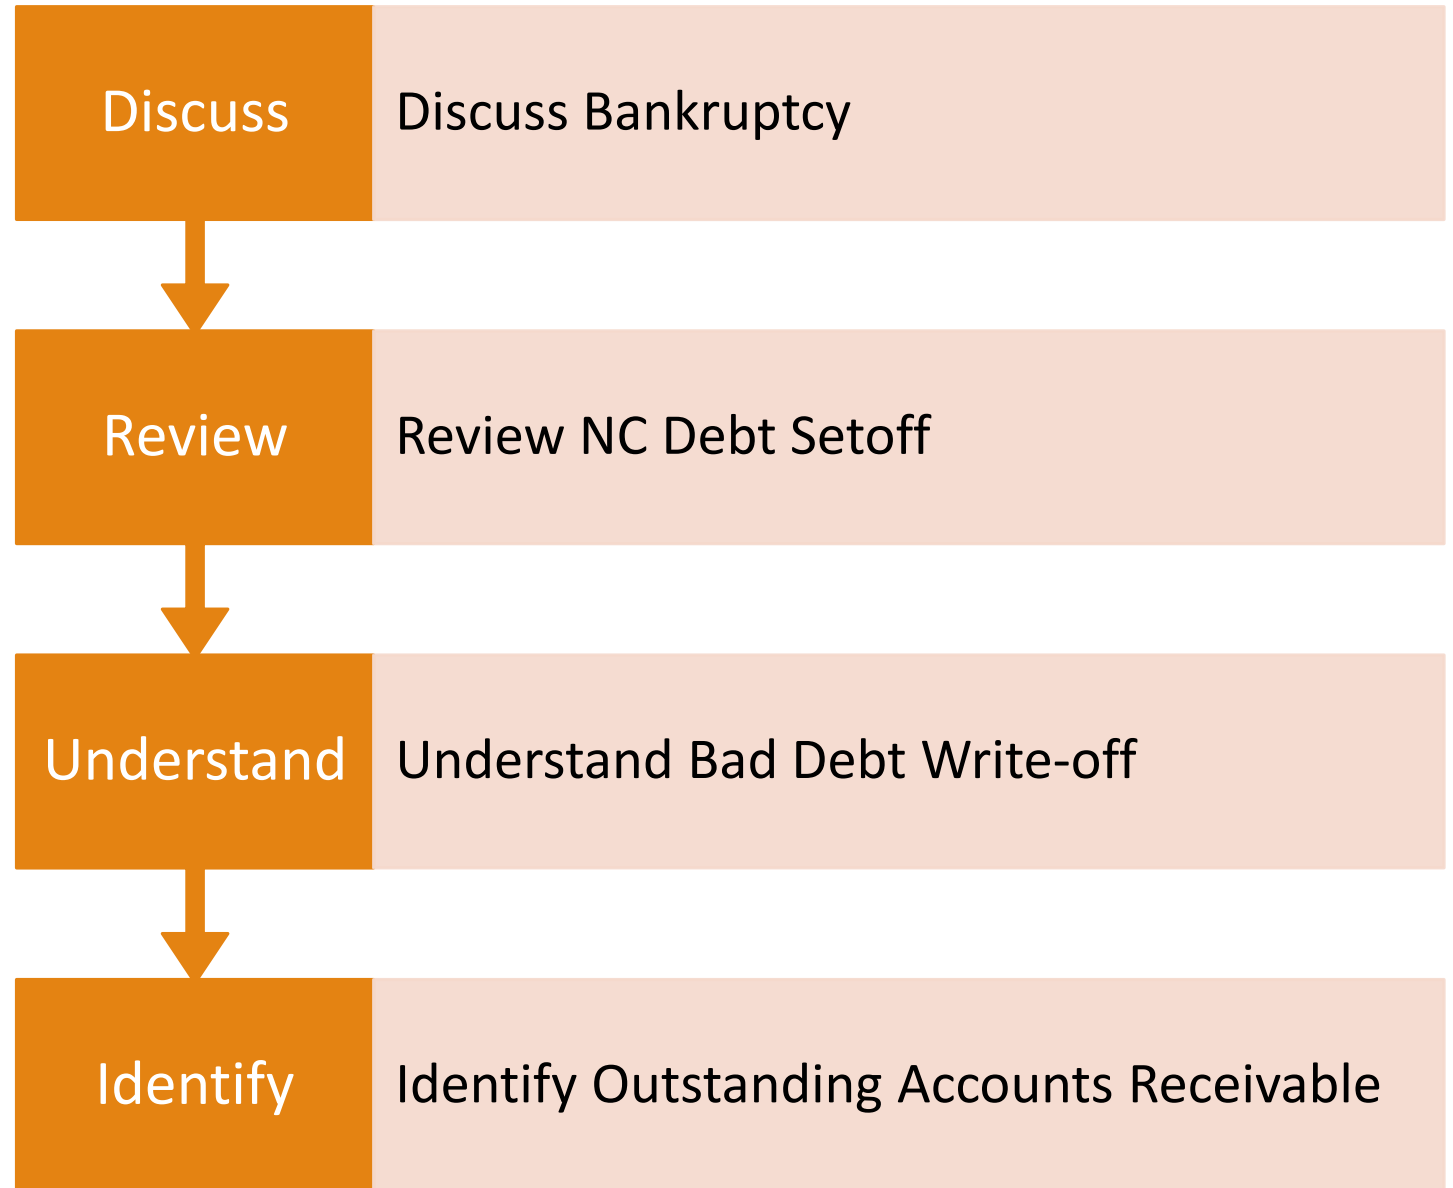 Discuss
Discuss Bankruptcy
Review
Review NC Debt Setoff
Understand
Understand Bad Debt Write-off
Identify
Identify Outstanding Accounts Receivable